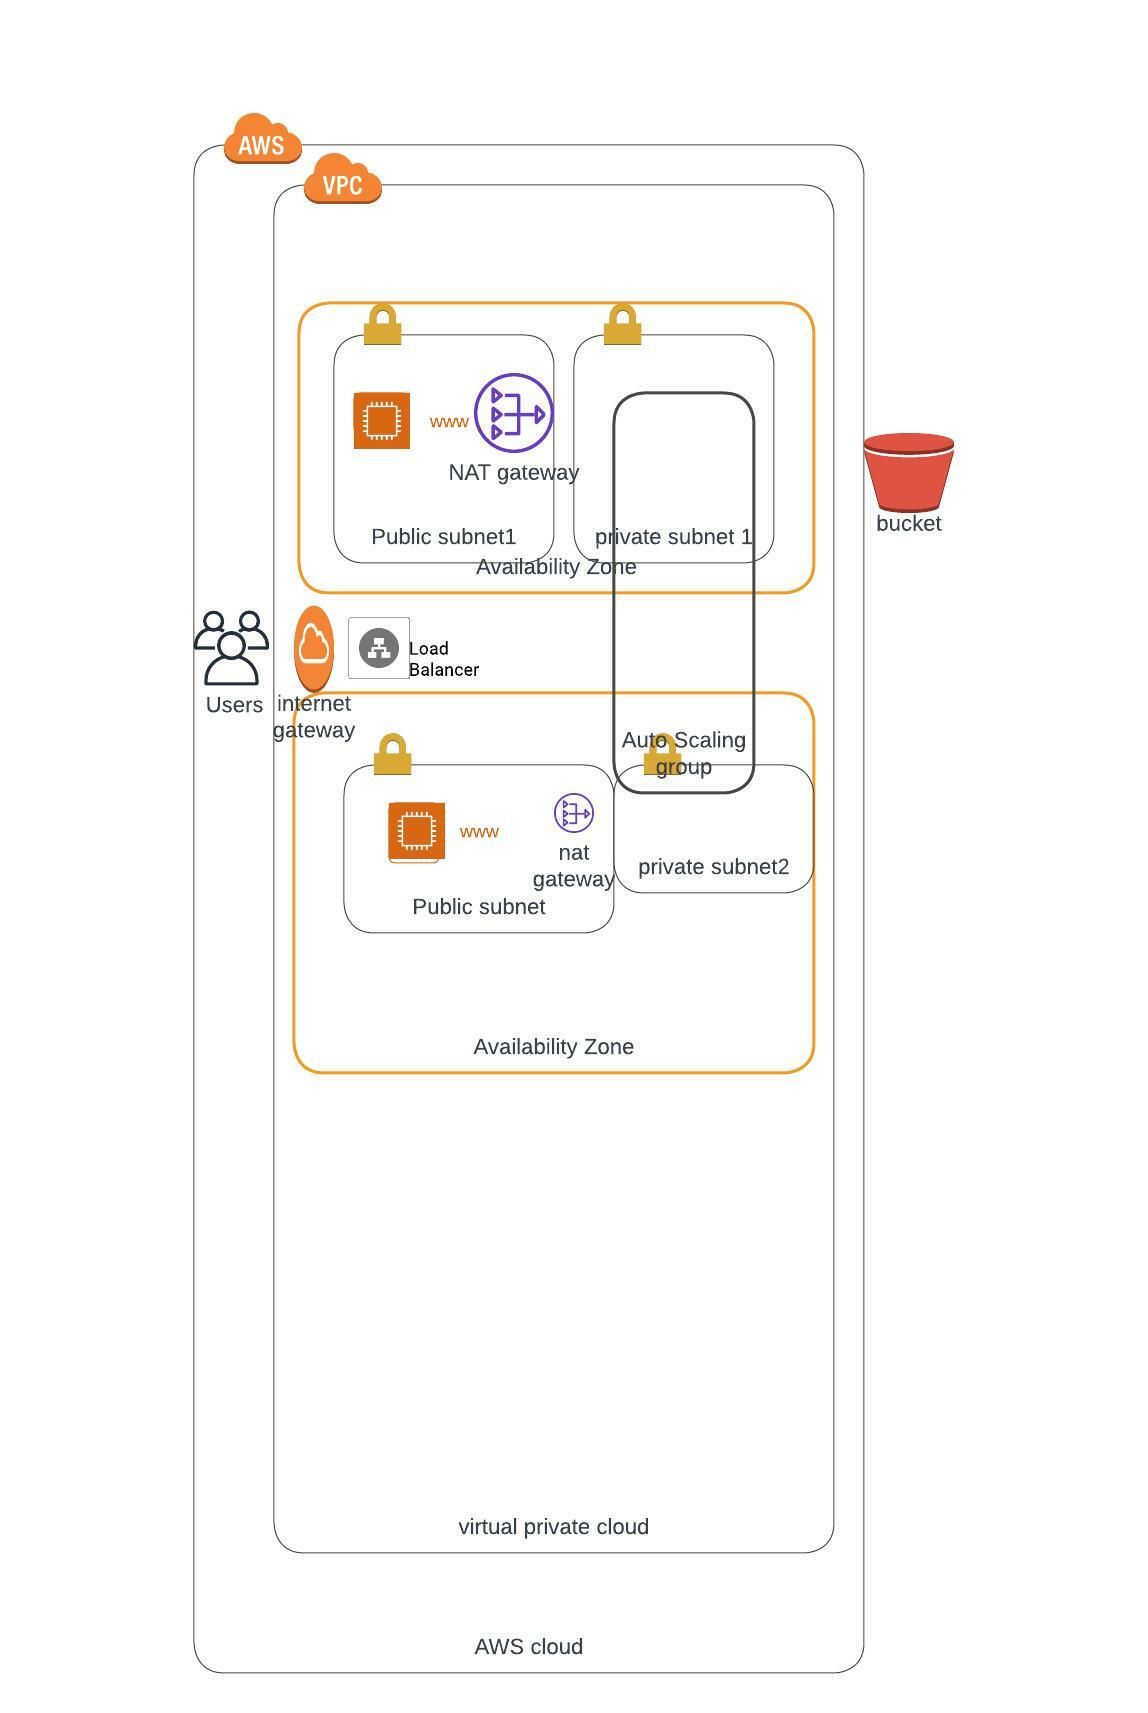 AWS
VPC
www
NAT gateway
Public subnet1
private subnet 1
Availability Zone
bucket
Load
Balancer
Users
internet
gateway
Auto Scaling
group
www
nat
gateway
private subnet2
Public subnet
Availability Zone
virtual private cloud
AWS cloud